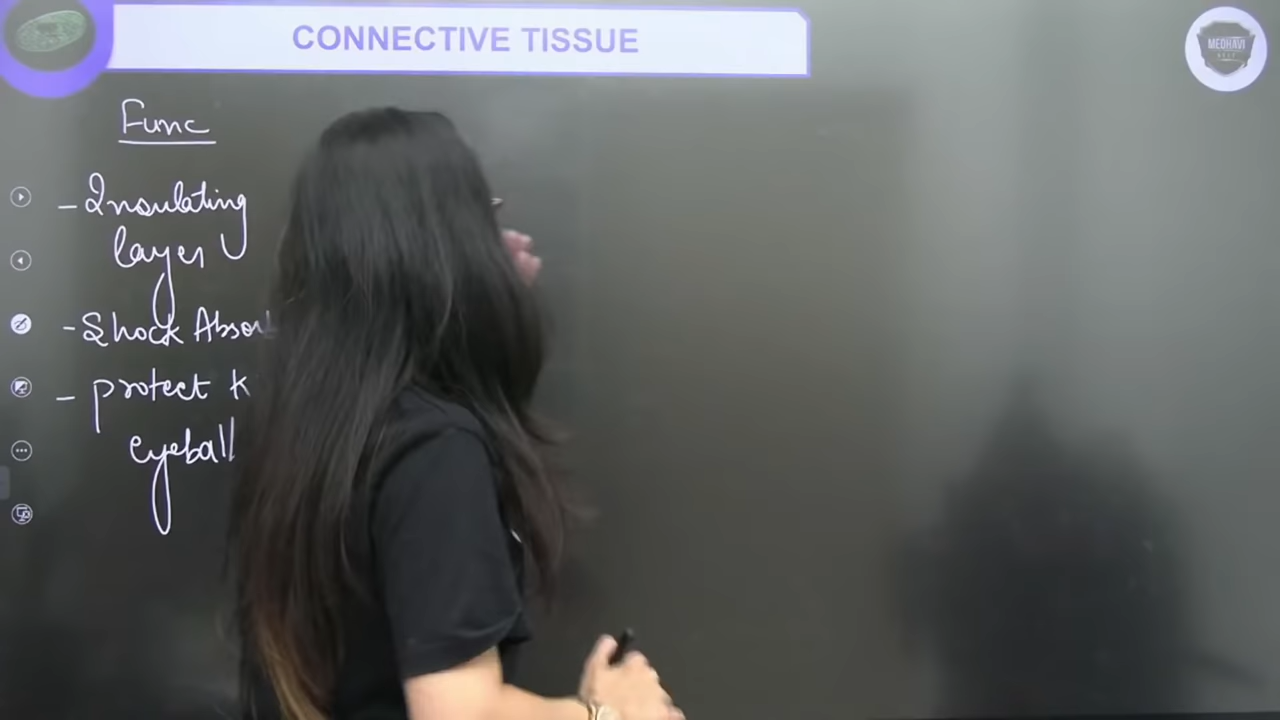 CONNECTIVE TISSUE
MEDHAVI
Func
- Insulating
layer
- Shock Absor
- protect K
eyeball